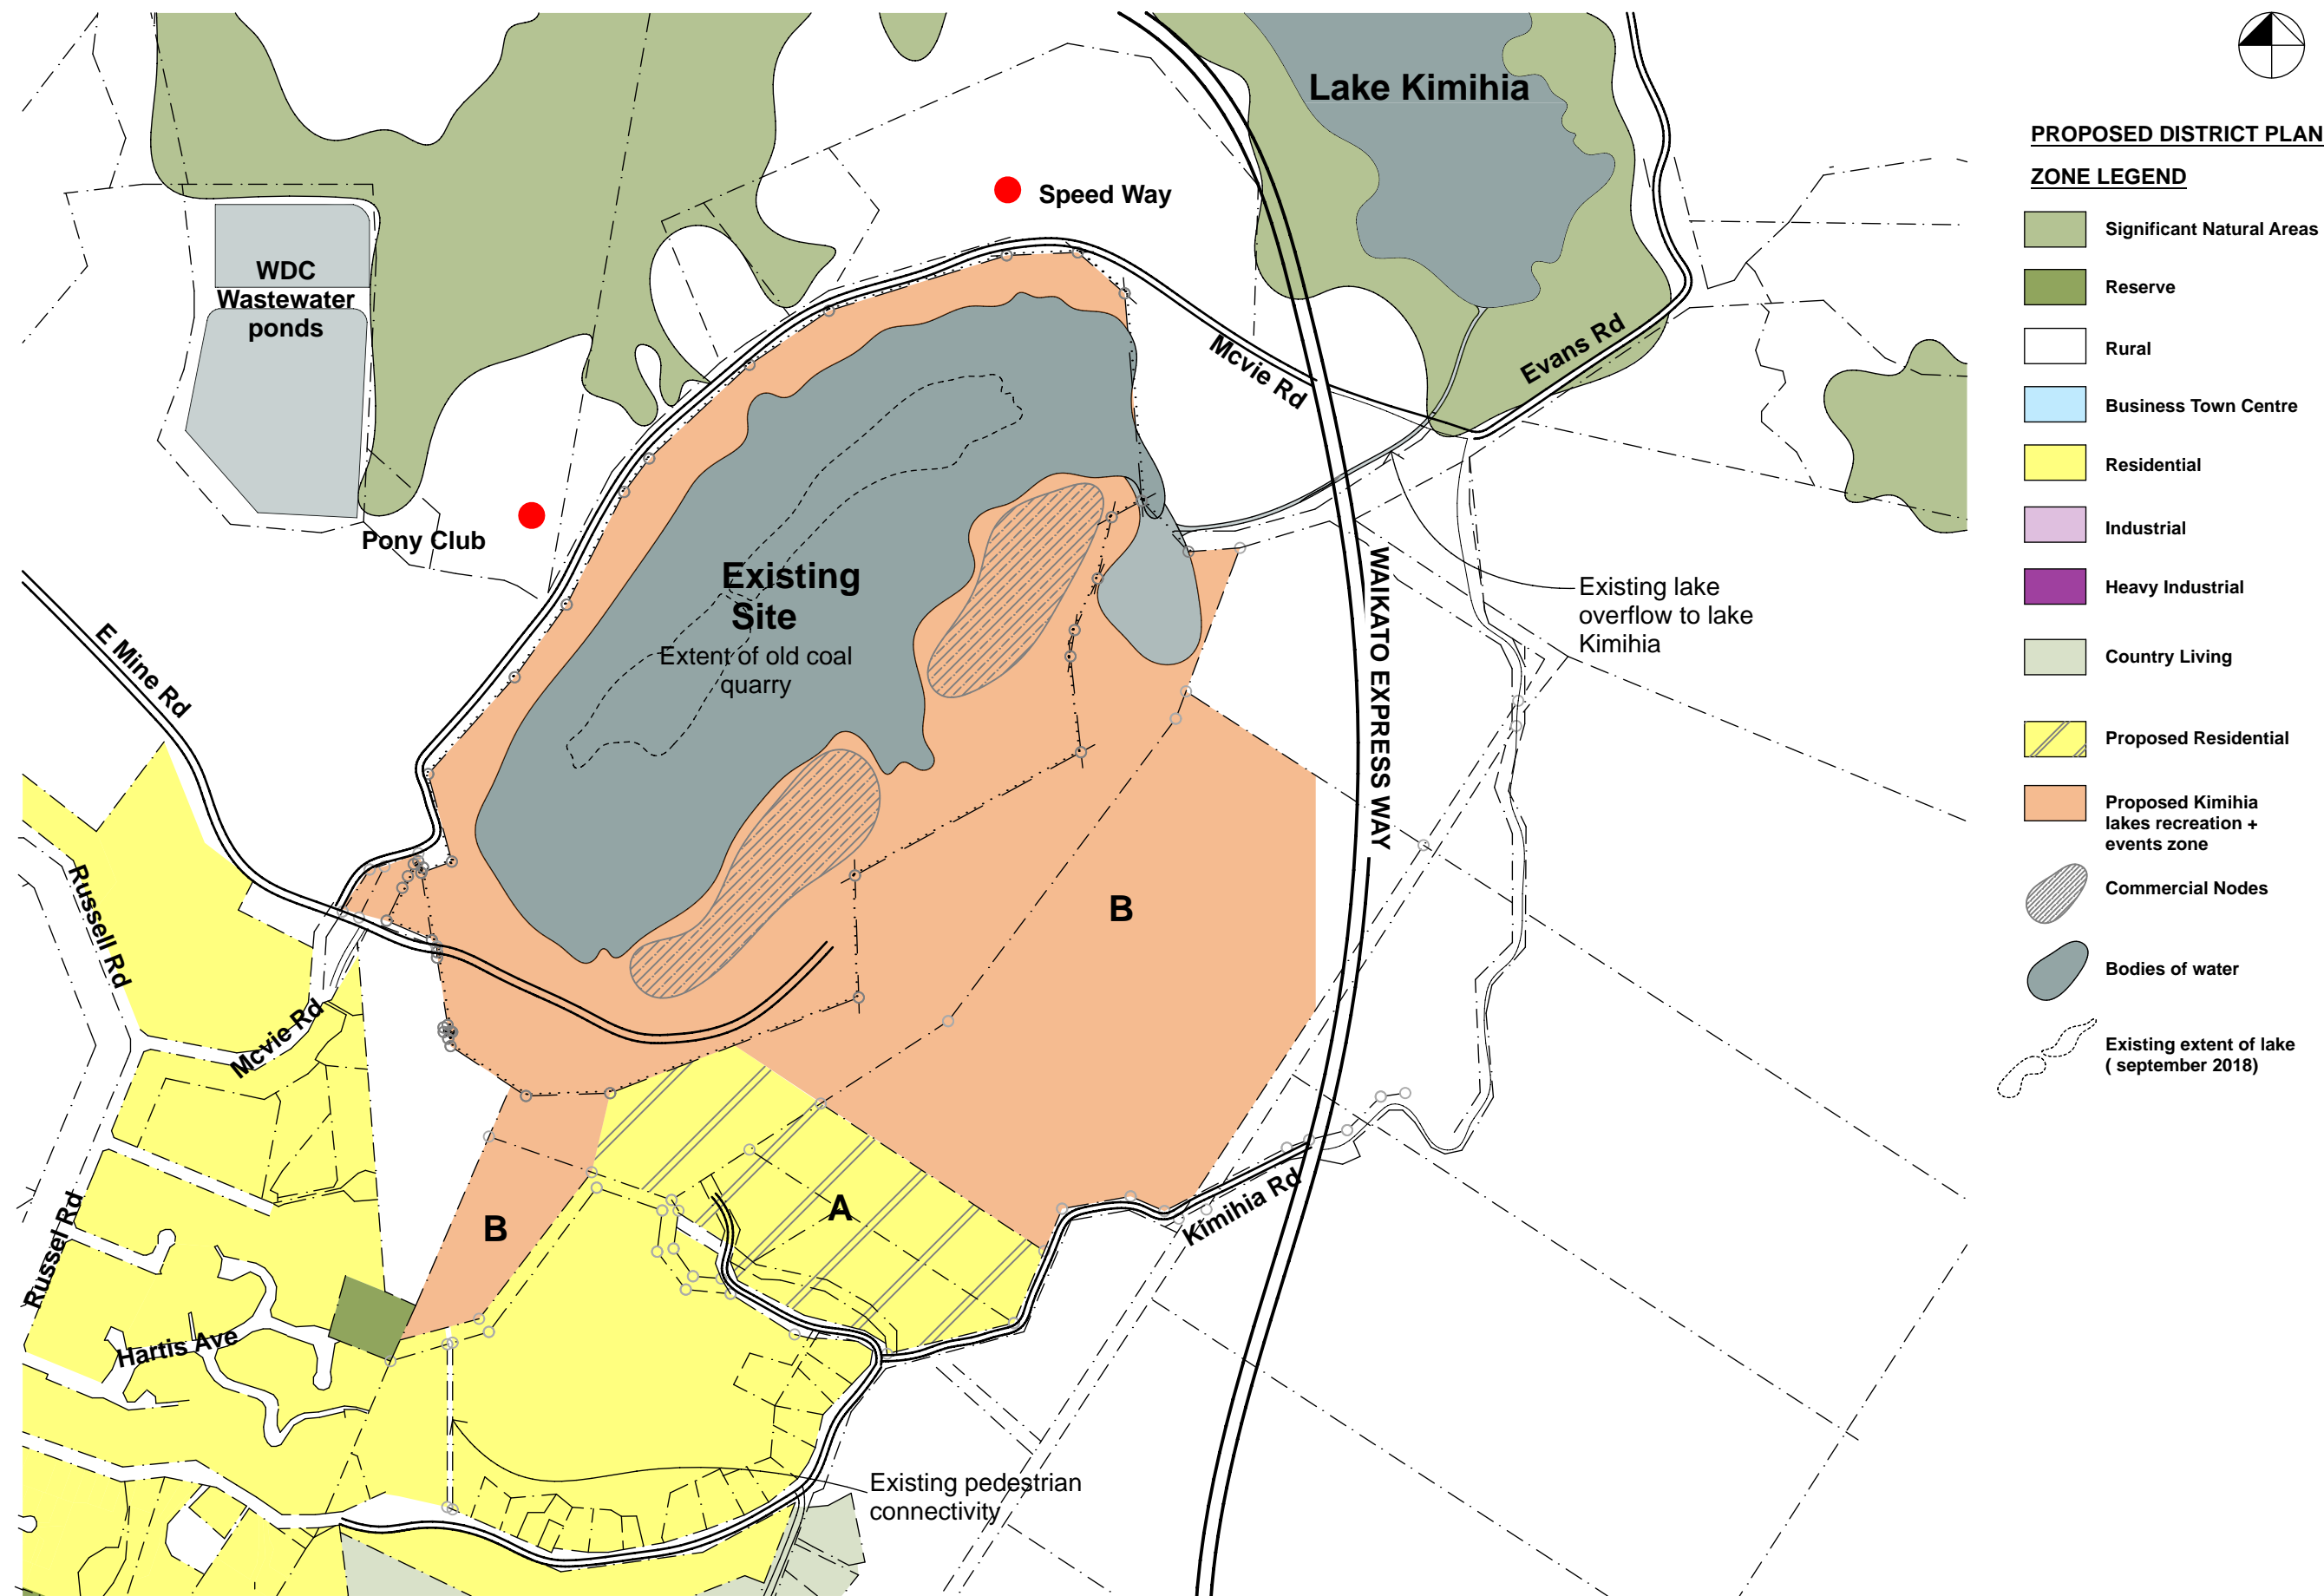 Lake Kimihia
Speed Way
WDC
Wastewater
ponds
Pony Club
Mcvie Rd
Evans Rd
Existing
Site
Extent of old coal
quarry
Existing lake
overflow to lake
Kimihia
WAIKATO EXPRESS WAY
E Mine Rd
Russell Rd
Mcvie Rd
B
B
A
Kimihia Rd
Russel Rd
Hartis Ave
Existing pedestrian
connectivity
PROPOSED DISTRICT PLAN
ZONE LEGEND
Significant Natural Areas
Reserve
Rural
Business Town Centre
Residential
Industrial
Heavy Industrial
Country Living
Proposed Residential
Proposed Kimihia
lakes recreation +
events zone
Commercial Nodes
Bodies of water
Existing extent of lake
( september 2018)